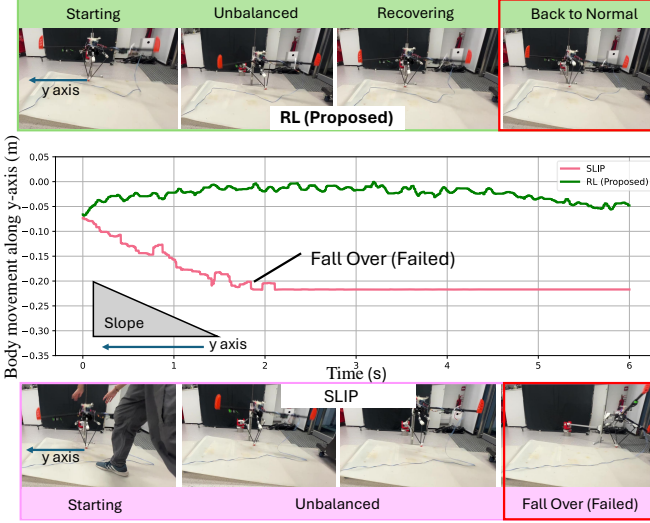 Starting
Unbalanced
Recovering
Back to Normal
y axis
RL (Proposed)
Body movement along y-axis (m)
0.05
0.00
−0.05
−0.10
−0.15
−0.20
−0.25
−0.30
−0.35
SLIP
RL (Proposed)
Fall Over (Failed)
Slope
y axis
0
1
2
3
4
5
6
Time (s)
SLIP
y axis
Starting
Unbalanced
Fall Over (Failed)